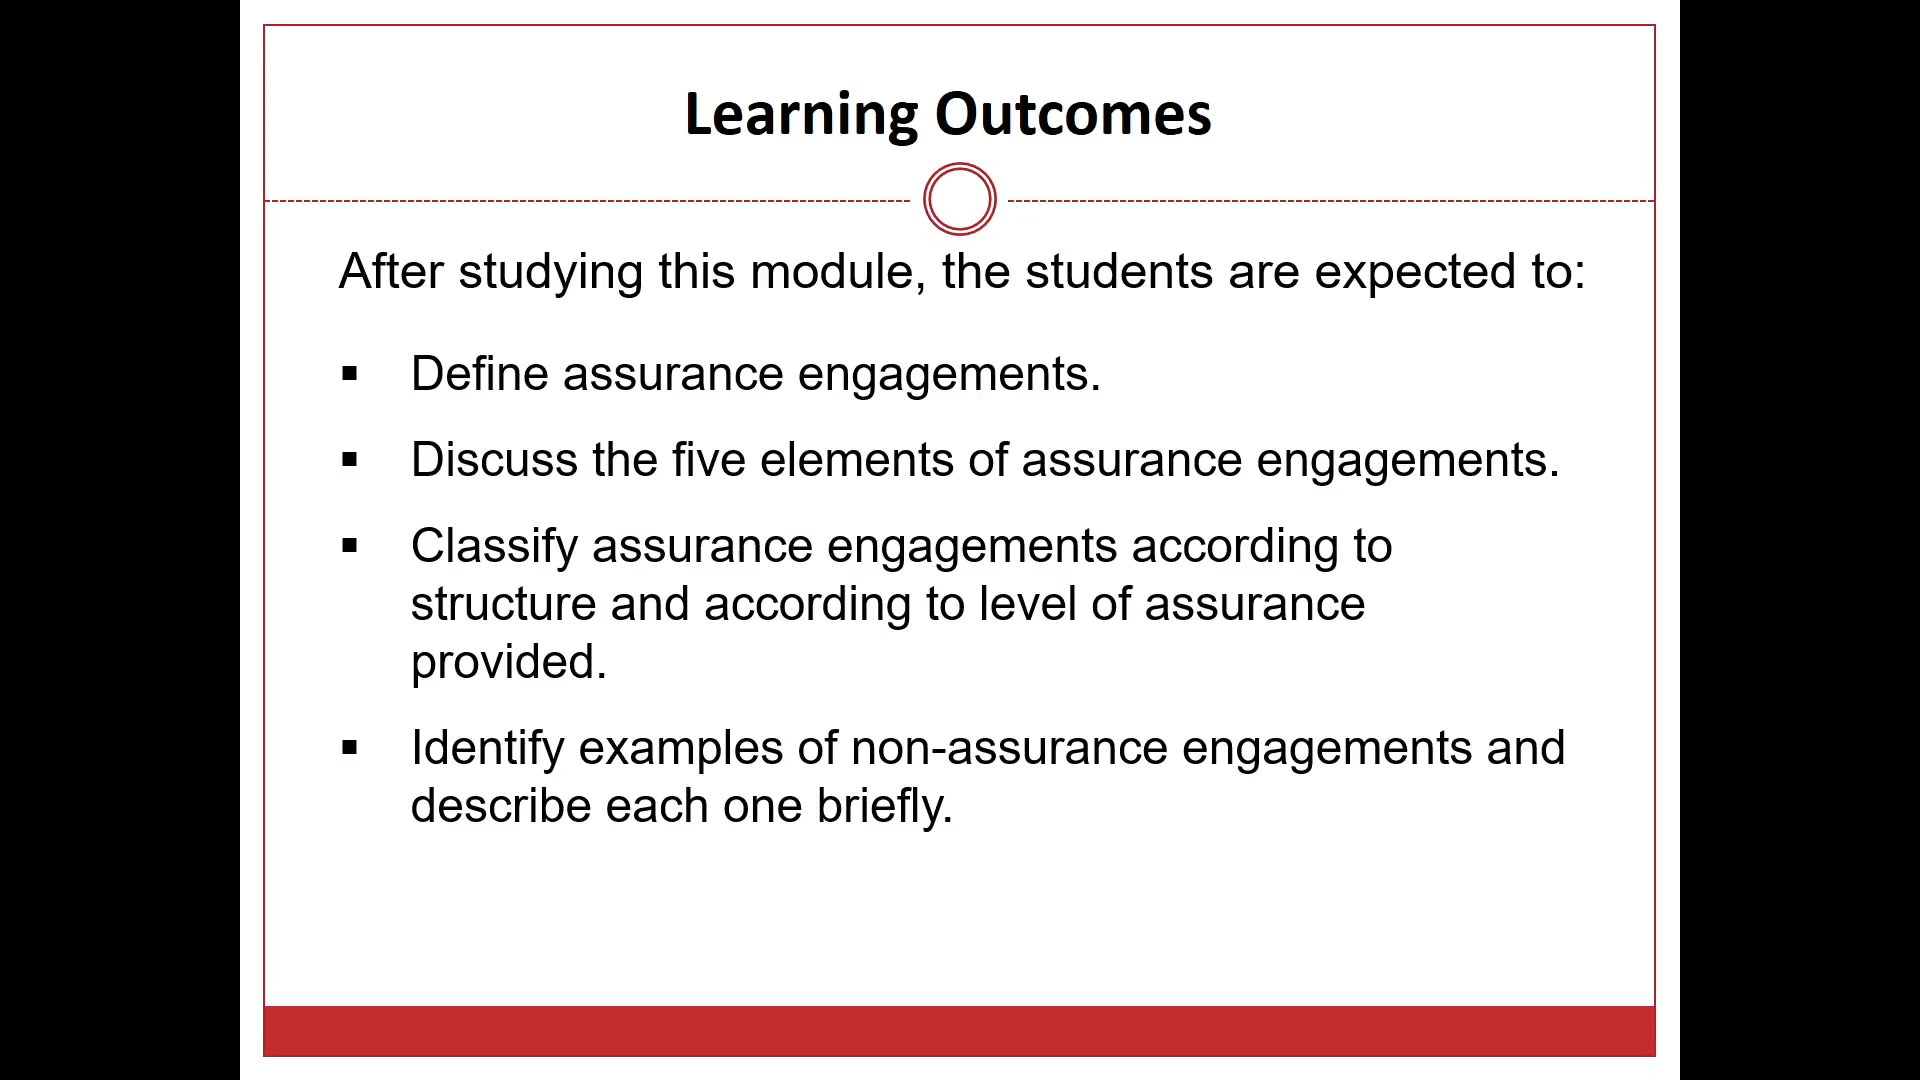 Learning Outcomes
After studying this module, the students are expected to:
▪ Define assurance engagements.
▪ Discuss the five elements of assurance engagements.
▪ Classify assurance engagements according to
structure and according to level of assurance
provided.
▪ Identify examples of non-assurance engagements and
describe each one briefly.